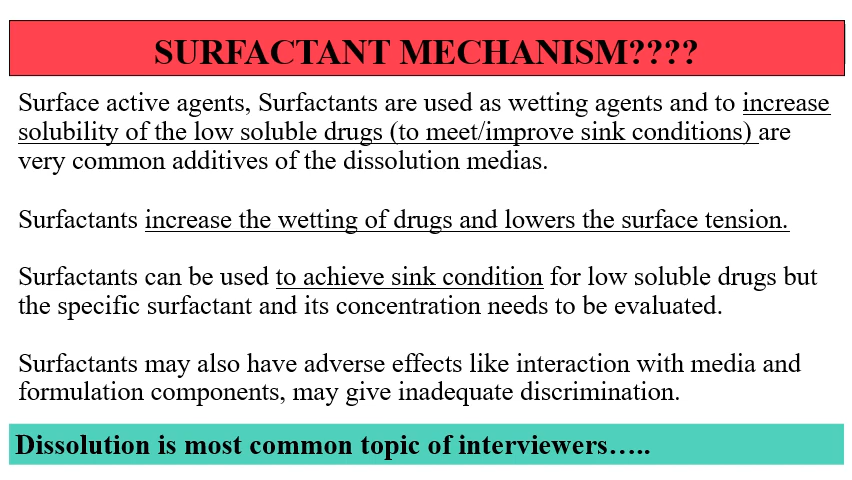 SURFACTANT MECHANISM????
Surface active agents, Surfactants are used as wetting agents and to increase
solubility of the low soluble drugs (to meet/improve sink conditions) are
very common additives of the dissolution medias.
Surfactants increase the wetting of drugs and lowers the surface tension.
Surfactants can be used to achieve sink condition for low soluble drugs but
the specific surfactant and its concentration needs to be evaluated.
Surfactants may also have adverse effects like interaction with media and
formulation components, may give inadequate discrimination.
Dissolution is most common topic of interviewers…..